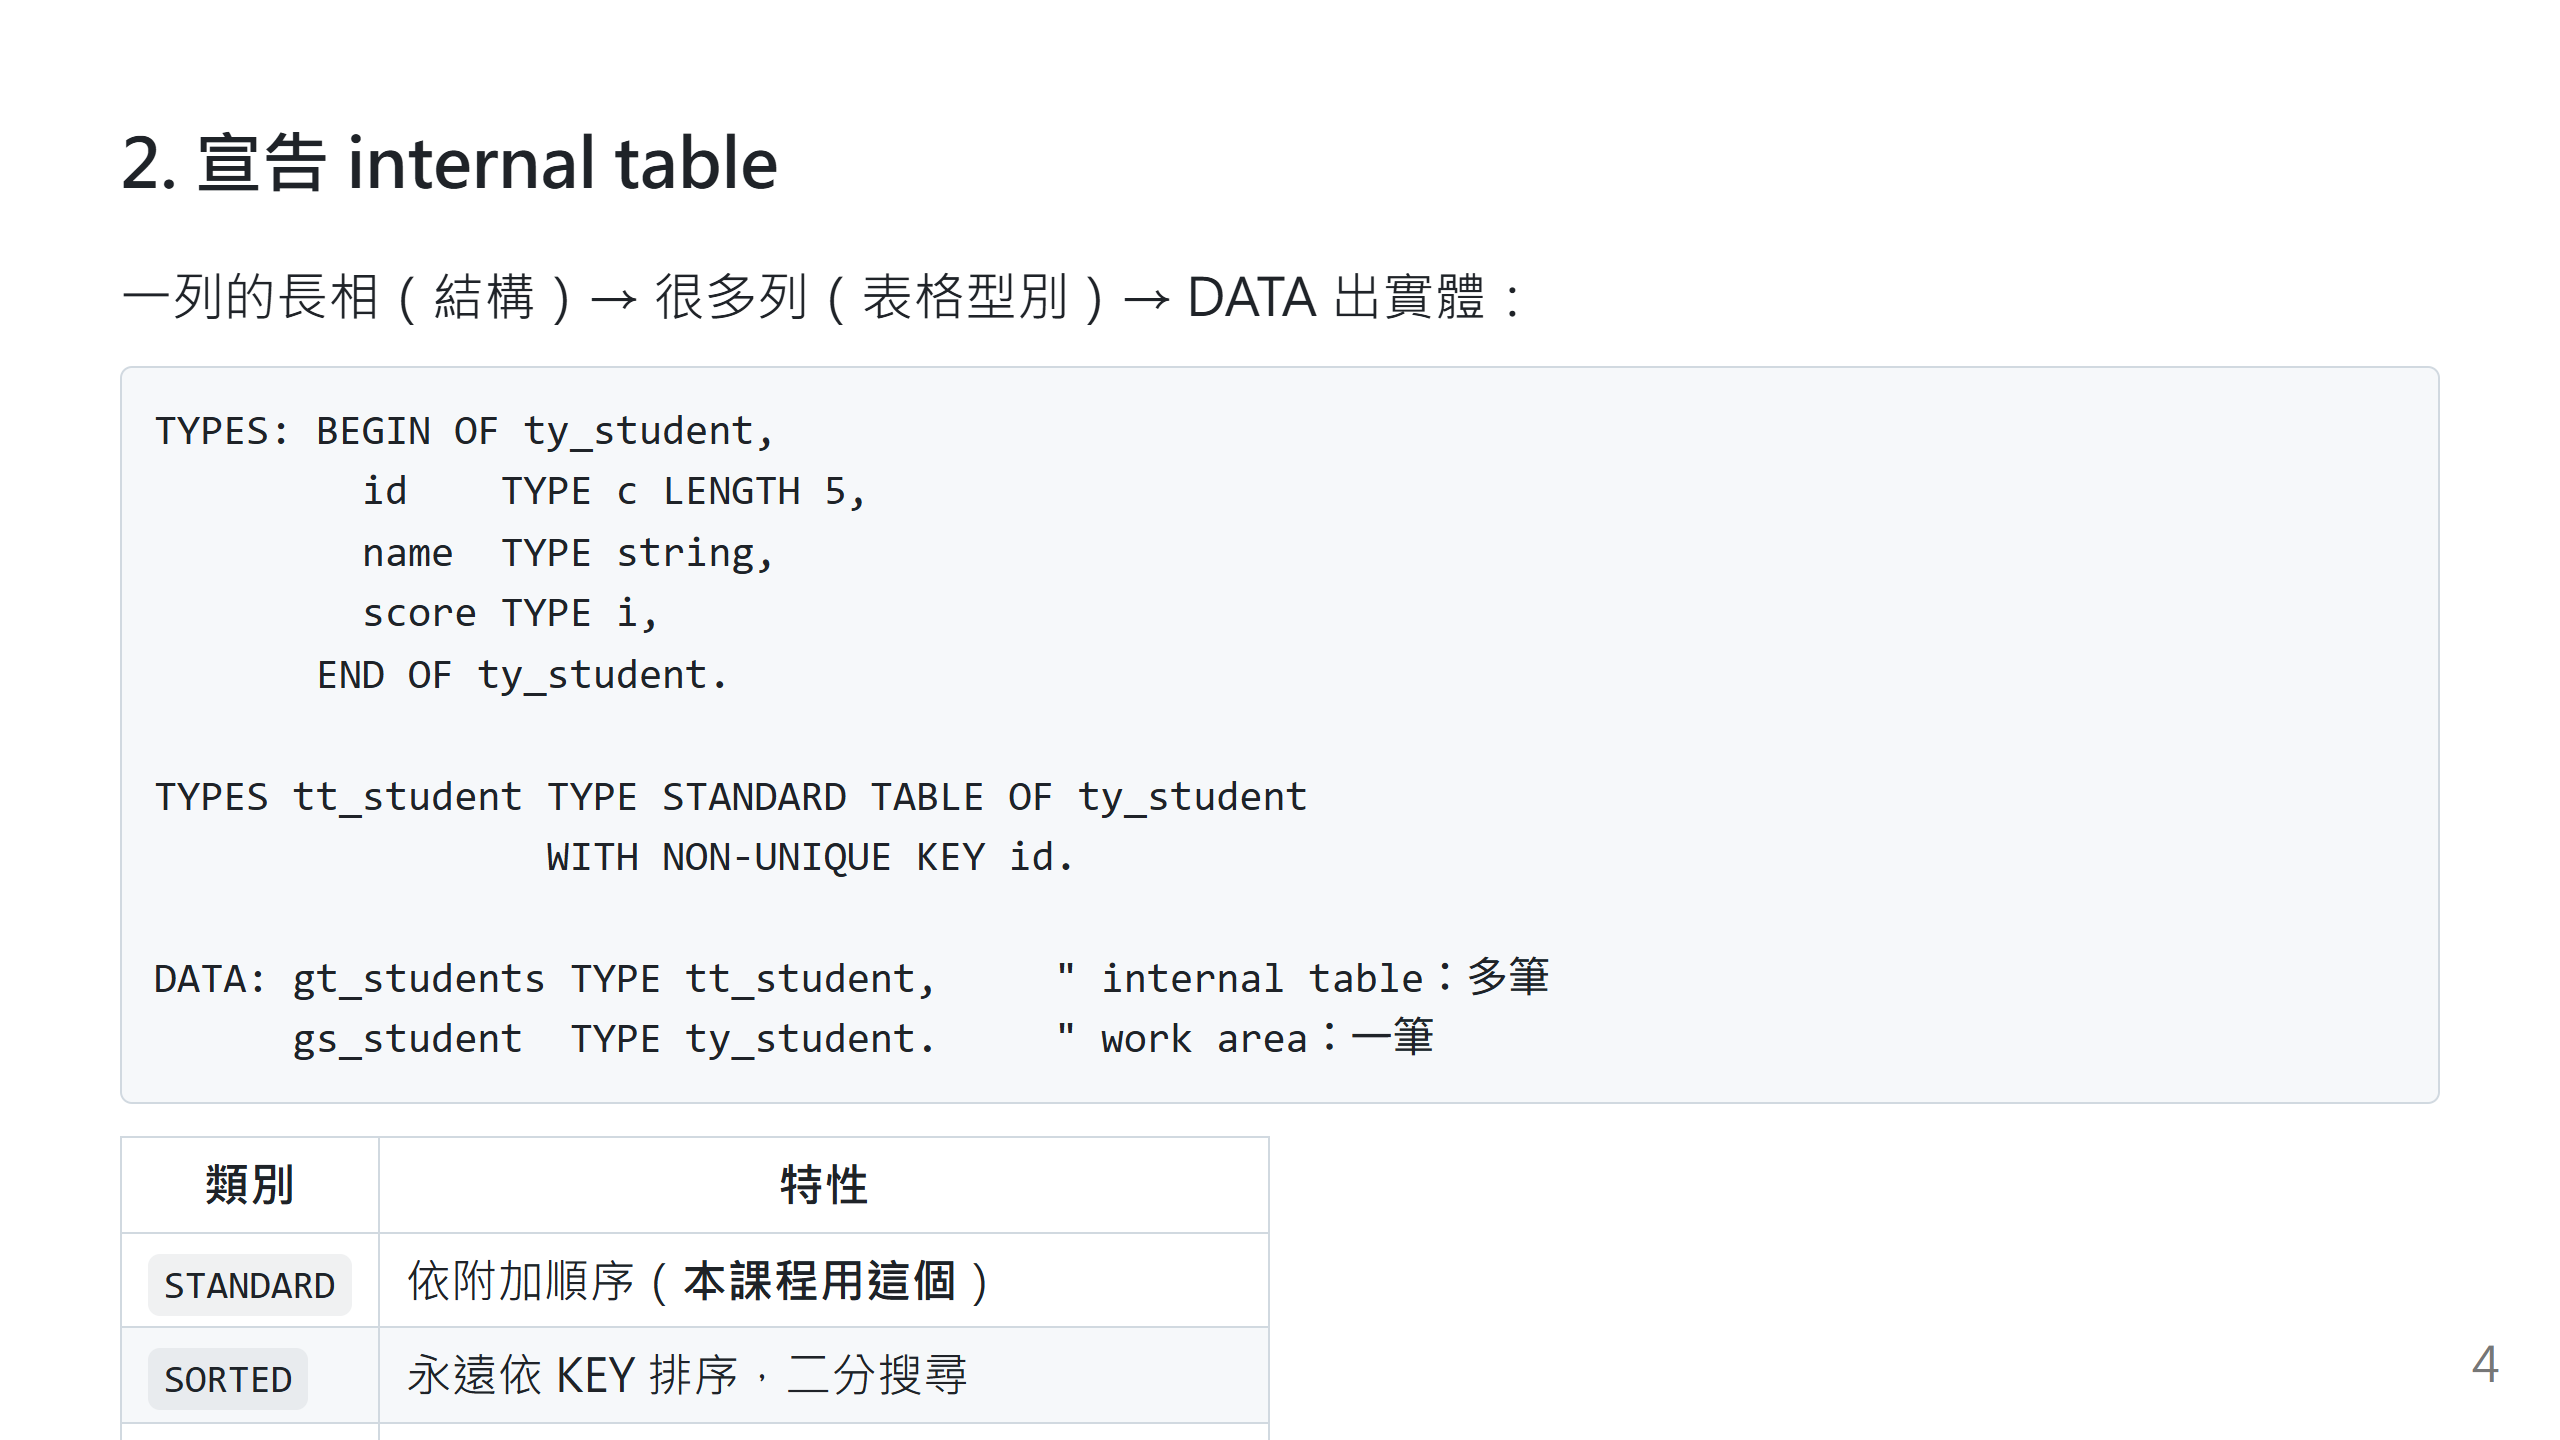 2. 宣告 internal table
一列的長相（結構）→ 很多列（表格型別）→ DATA 出實體：
TYPES: BEGIN OF ty_student,
         id    TYPE c LENGTH 5,
         name  TYPE string,
         score TYPE i,
       END OF ty_student.
TYPES tt_student TYPE STANDARD TABLE OF ty_student
                 WITH NON-UNIQUE KEY id.
DATA: gt_students TYPE tt_student,     " internal table：多筆
      gs_student  TYPE ty_student.     " work area：一筆
類別 特性
STANDARD 依附加順序（本課程用這個）
SORTED 永遠依 KEY 排序，二分搜尋
4